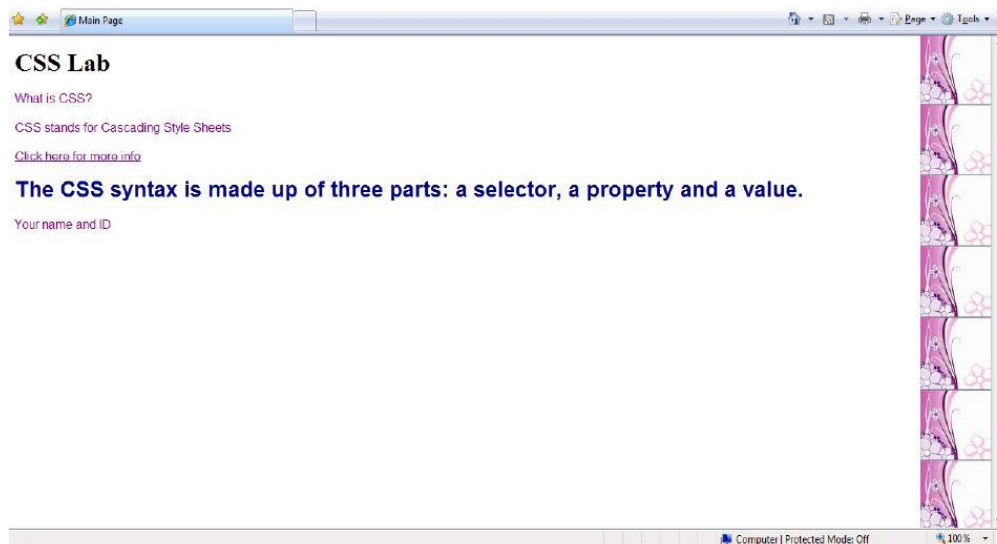 Main Page
Page
Tools
CSS Lab
What is CSS?
CSS stands for Cascading Style Sheets
Click here for more info
The CSS syntax is made up of three parts: a selector, a property and a value.
Your name and ID
Computer | Protected Mode: Off
100%